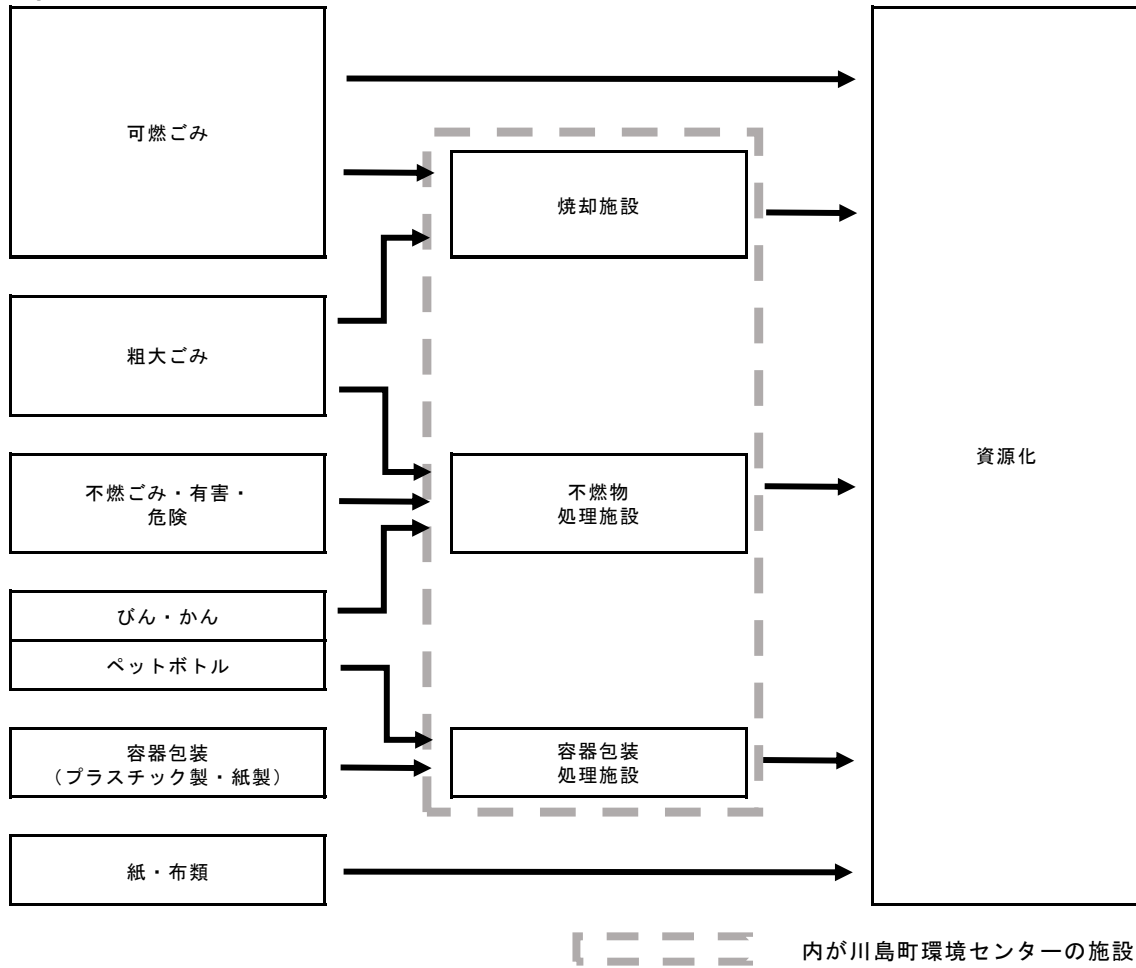 可燃ごみ
焼却施設
粗大ごみ
資源化
不燃ごみ・有害・
危険
不燃物
処理施設
びん・かん
ペットボトル
容器包装
（プラスチック製・紙製）
容器包装
処理施設
紙・布類
内が川島町環境センターの施設